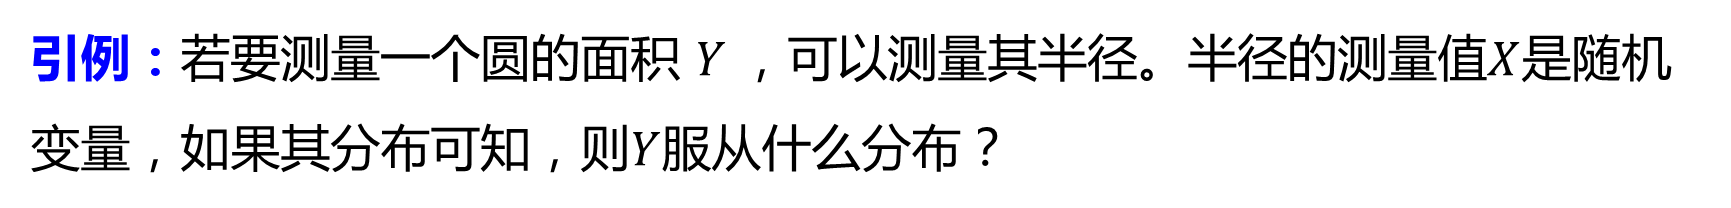 引例：若要测量一个圆的面积 Y ，可以测量其半径。半径的测量值X是随机
变量，如果其分布可知，则Y服从什么分布？